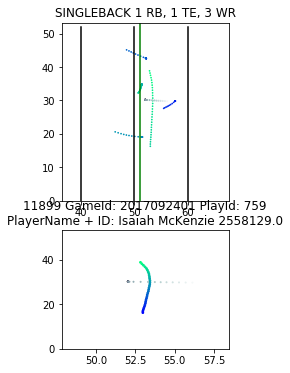 SINGLEBACK 1 RB, 1 TE, 3 WR
50
40
30
20
10
0
40 50 60
11899 GameId: 2017092401 PlayId: 759
PlayerName + ID: Isaiah McKenzie 2558129.0
40
20
0
50.0 52.5 55.0 57.5